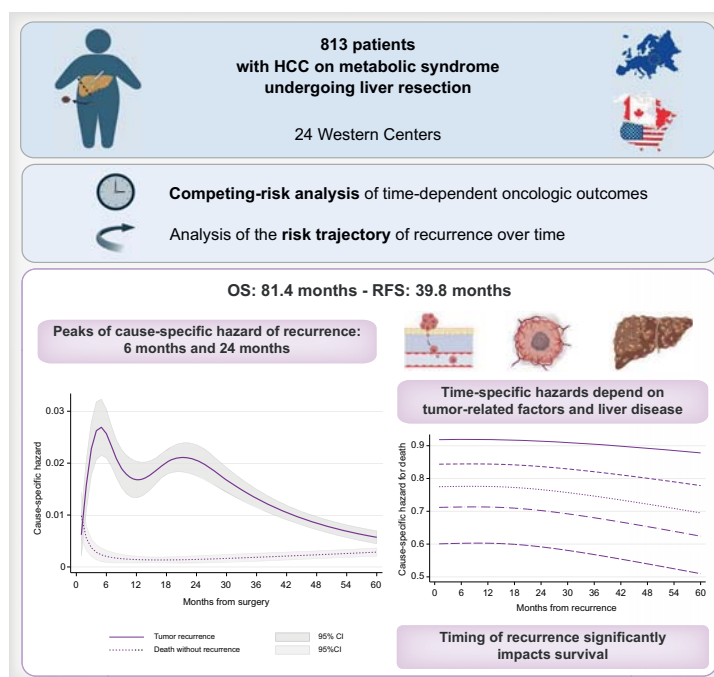 813 patients
with HCC on metabolic syndrome
undergoing liver resection
24 Western Centers
Competing-risk analysis of time-dependent oncologic outcomes
Analysis of the risk trajectory of recurrence over time
OS: 81.4 months - RFS: 39.8 months
Peaks of cause-specific hazard of recurrence:
6 months and 24 months
Cause-specific hazard
0.03
0.02
0.01
0
0 6 12 18 24 30 36 42 48 54 60
Months from surgery
Tumor recurrence
95% CI
Death without recurrence
95%CI
Time-specific hazards depend on
tumor-related factors and liver disease
Cause-specific hazard for death
0.9
0.8
0.7
0.6
0.5
0 6 12 18 24 30 36 42 48 54 60
Months from recurrence
Timing of recurrence significantly
impacts survival